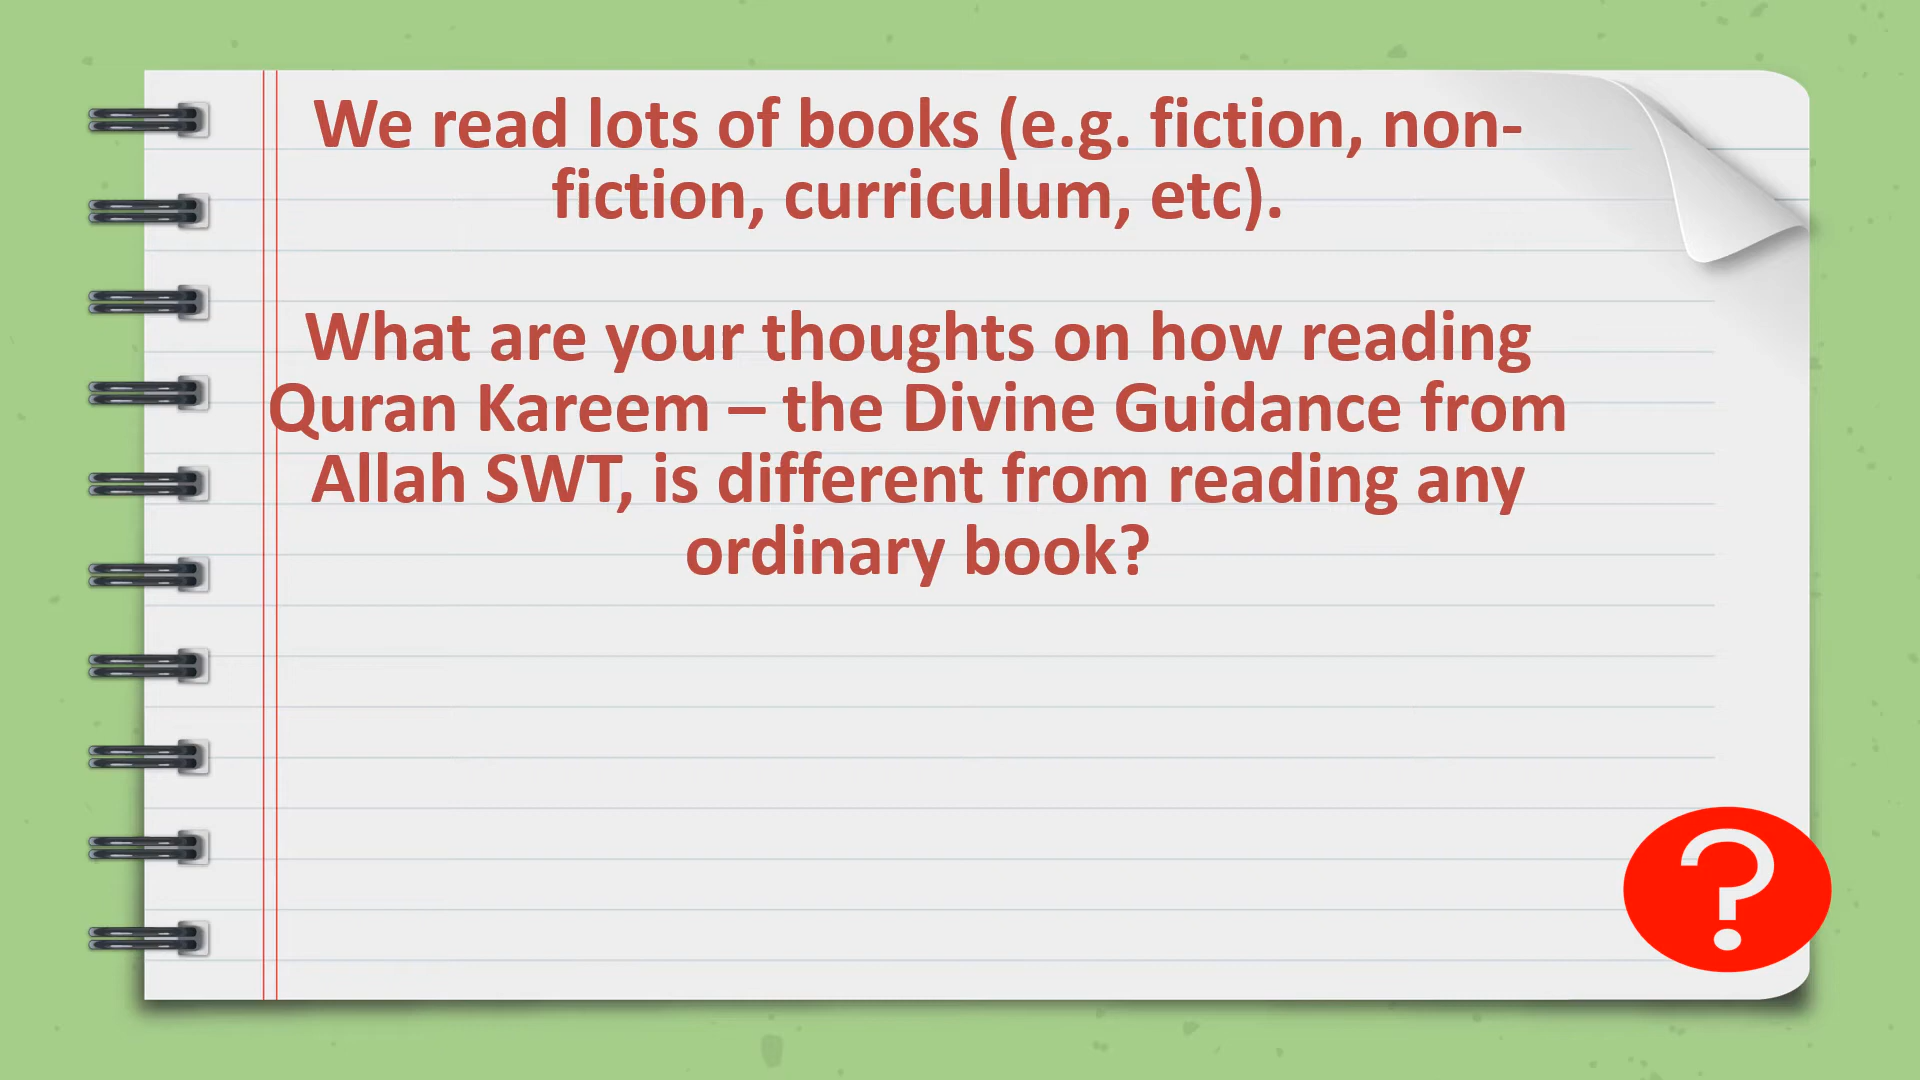 We read lots of books (e.g. fiction, non-
fiction, curriculum, etc).
What are your thoughts on how reading
Quran Kareem – the Divine Guidance from
Allah SWT, is different from reading any
ordinary book?
?